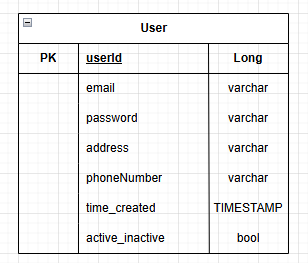 User
PK userId Long
email varchar
password varchar
address varchar
phoneNumber varchar
time_created TIMESTAMP
active_inactive bool